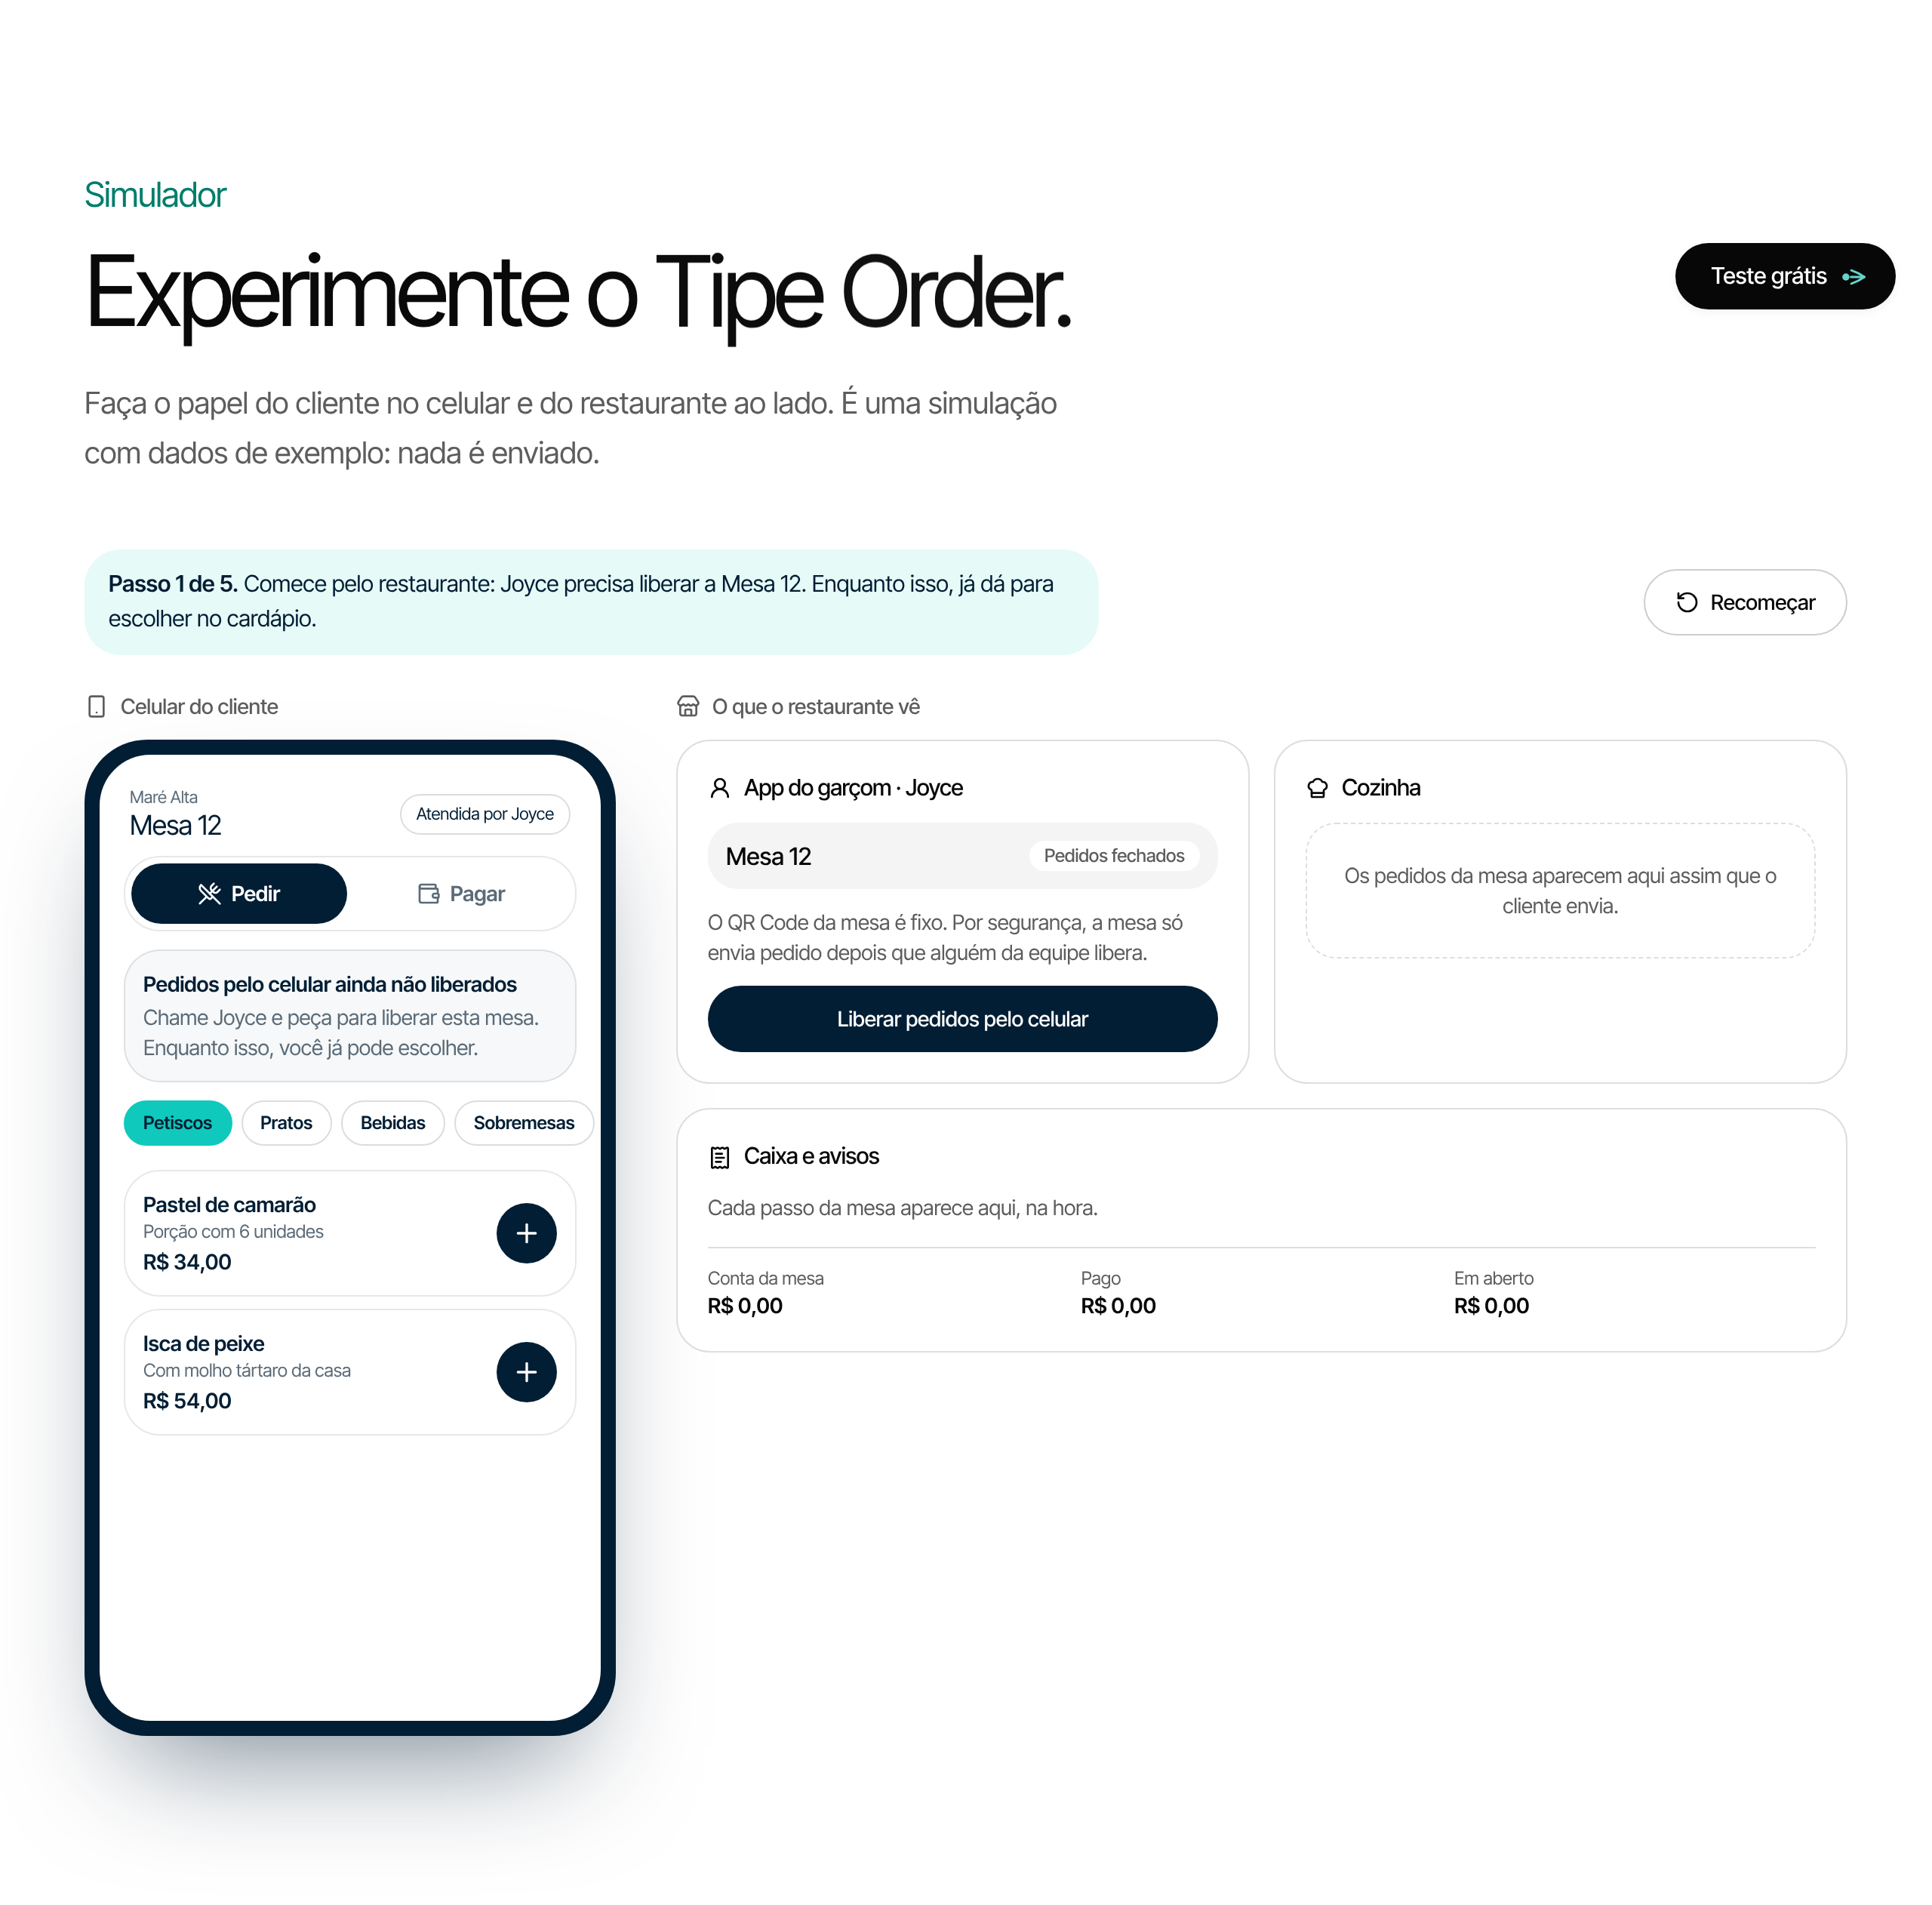 Simulador
Experimente o Tipe Order.
Teste grátis
Faça o papel do cliente no celular e do restaurante ao lado. É uma simulação
com dados de exemplo: nada é enviado.
Passo 1 de 5. Comece pelo restaurante: Joyce precisa liberar a Mesa 12. Enquanto isso, já dá para
escolher no cardápio.
Recomeçar
Celular do cliente
Maré Alta
Mesa 12
Atendida por Joyce
Pedir
Pagar
Pedidos pelo celular ainda não liberados
Chame Joyce e peça para liberar esta mesa.
Enquanto isso, você já pode escolher.
Petiscos
Pratos
Bebidas
Sobremesas
Pastel de camarão
Porção com 6 unidades
R$ 34,00
Isca de peixe
Com molho tártaro da casa
R$ 54,00
O que o restaurante vê
App do garçom · Joyce
Mesa 12
Pedidos fechados
O QR Code da mesa é fixo. Por segurança, a mesa só
envia pedido depois que alguém da equipe libera.
Liberar pedidos pelo celular
Cozinha
Os pedidos da mesa aparecem aqui assim que o
cliente envia.
Caixa e avisos
Cada passo da mesa aparece aqui, na hora.
Conta da mesa
R$ 0,00
Pago
R$ 0,00
Em aberto
R$ 0,00